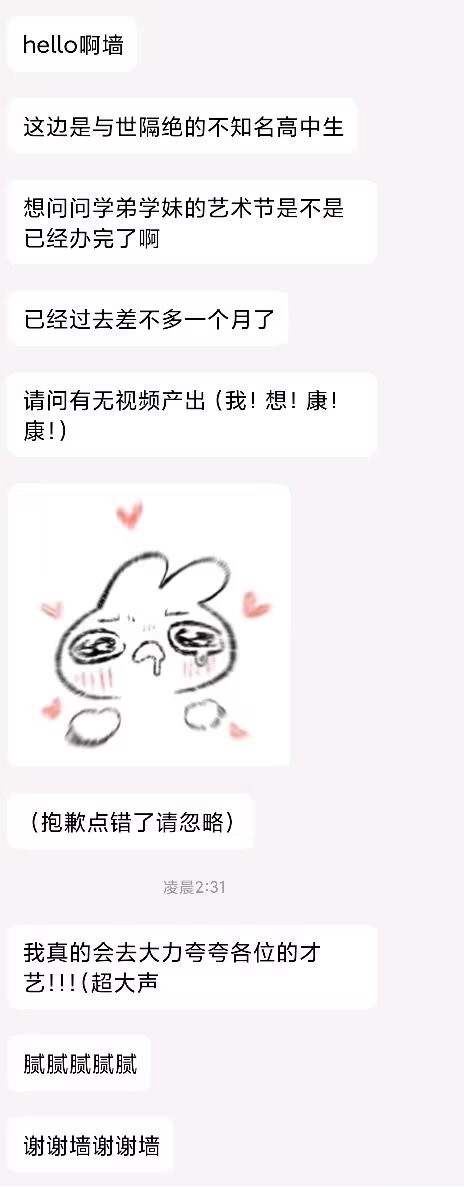 hello啊墙
这边是与世隔绝的不知名高中生
想问问学弟学妹的艺术节是不是
已经办完了啊
已经过去差不多一个月了
请问有无视频产出（我！想！康！
康！）
（抱歉点错了请忽略）
凌晨2:31
我真的会去大力夸夸各位的才
艺!!!（超大声
腻腻腻腻腻
谢谢墙谢谢墙